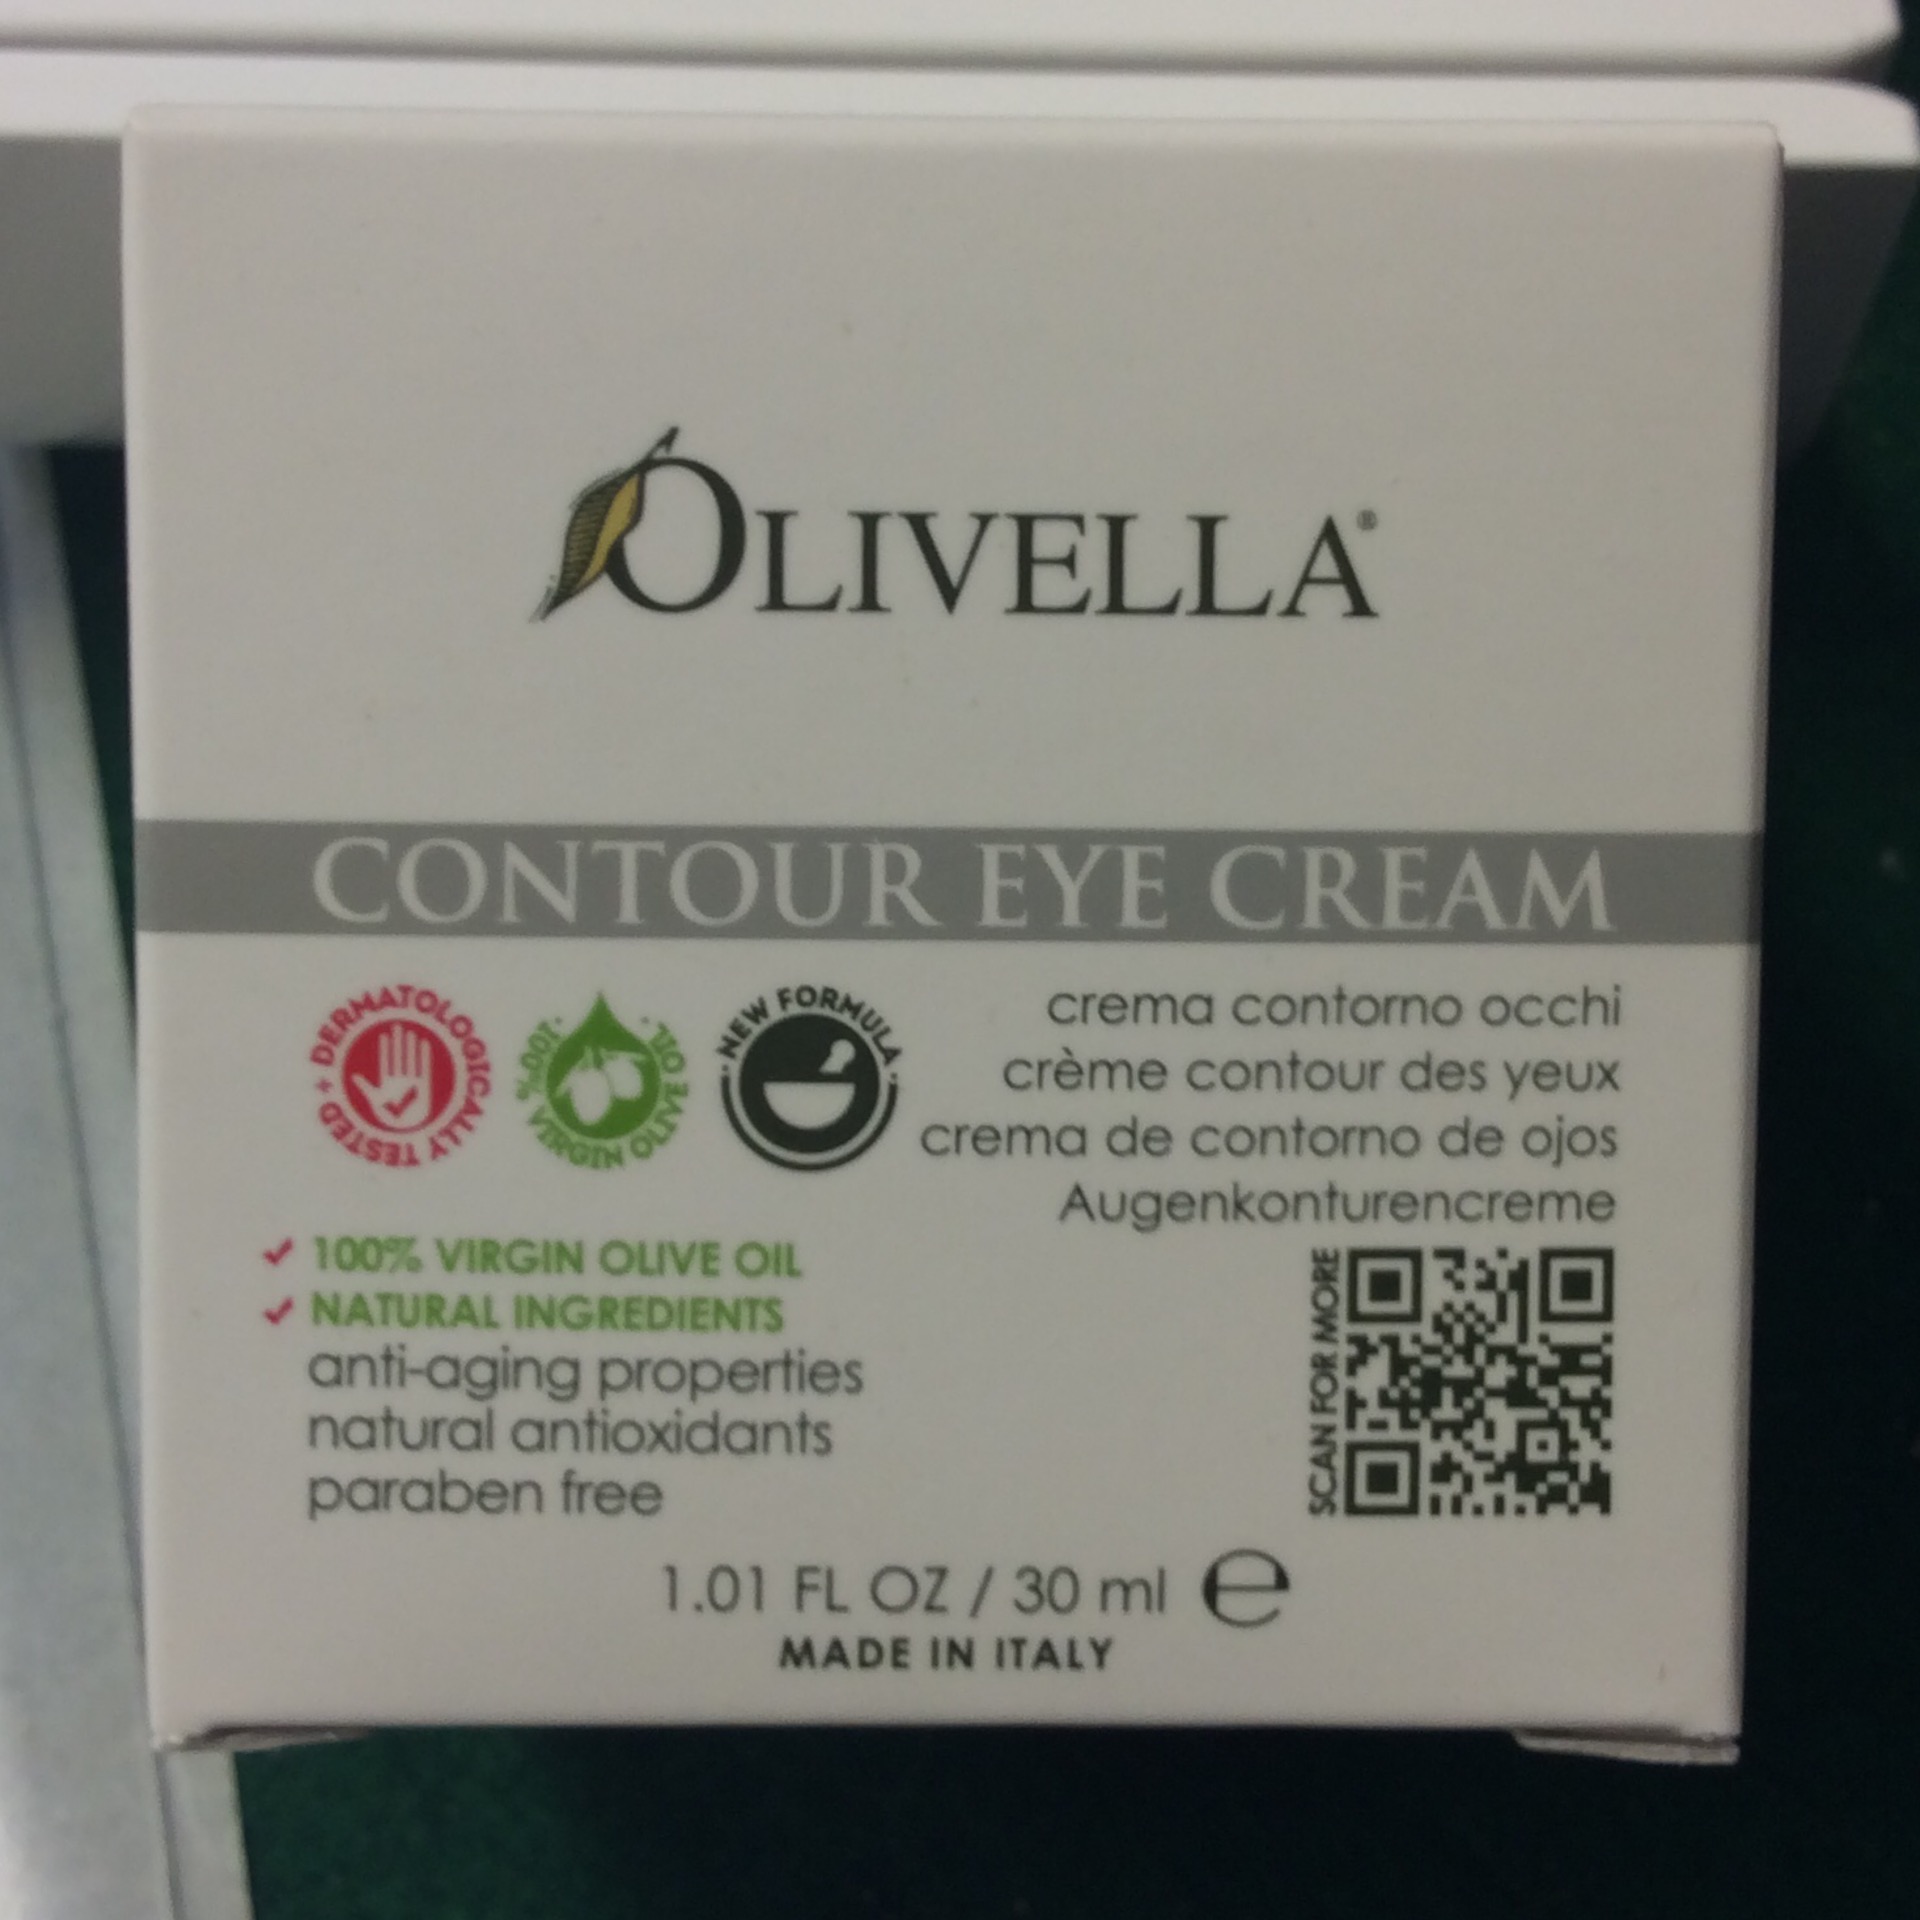 OLIVELLA®
CONTOUR EYE CREAM
DERMATOLOGICALLY TESTED +
100% VIRGIN OLIVE OIL
· NEW FORMULA ·
crema contorno occhi
crème contour des yeux
crema de contorno de ojos
Augenkonturencreme
✓ 100% VIRGIN OLIVE OIL
✓ NATURAL INGREDIENTS
anti-aging properties
natural antioxidants
paraben free
SCAN FOR MORE
1.01 FL OZ / 30 ml ℮
MADE IN ITALY